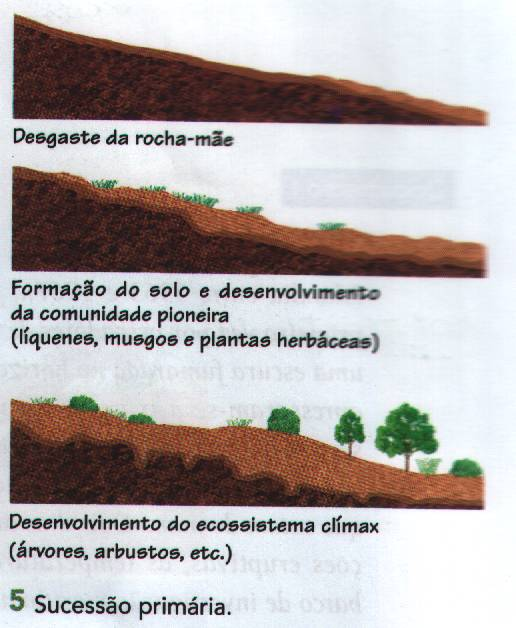 Desgaste da rocha-mãe
Formação do solo e desenvolvimento
da comunidade pioneira
(líquenes, musgos e plantas herbáceas)
Desenvolvimento do ecossistema clímax
(árvores, arbustos, etc.)
5 Sucessão primária.